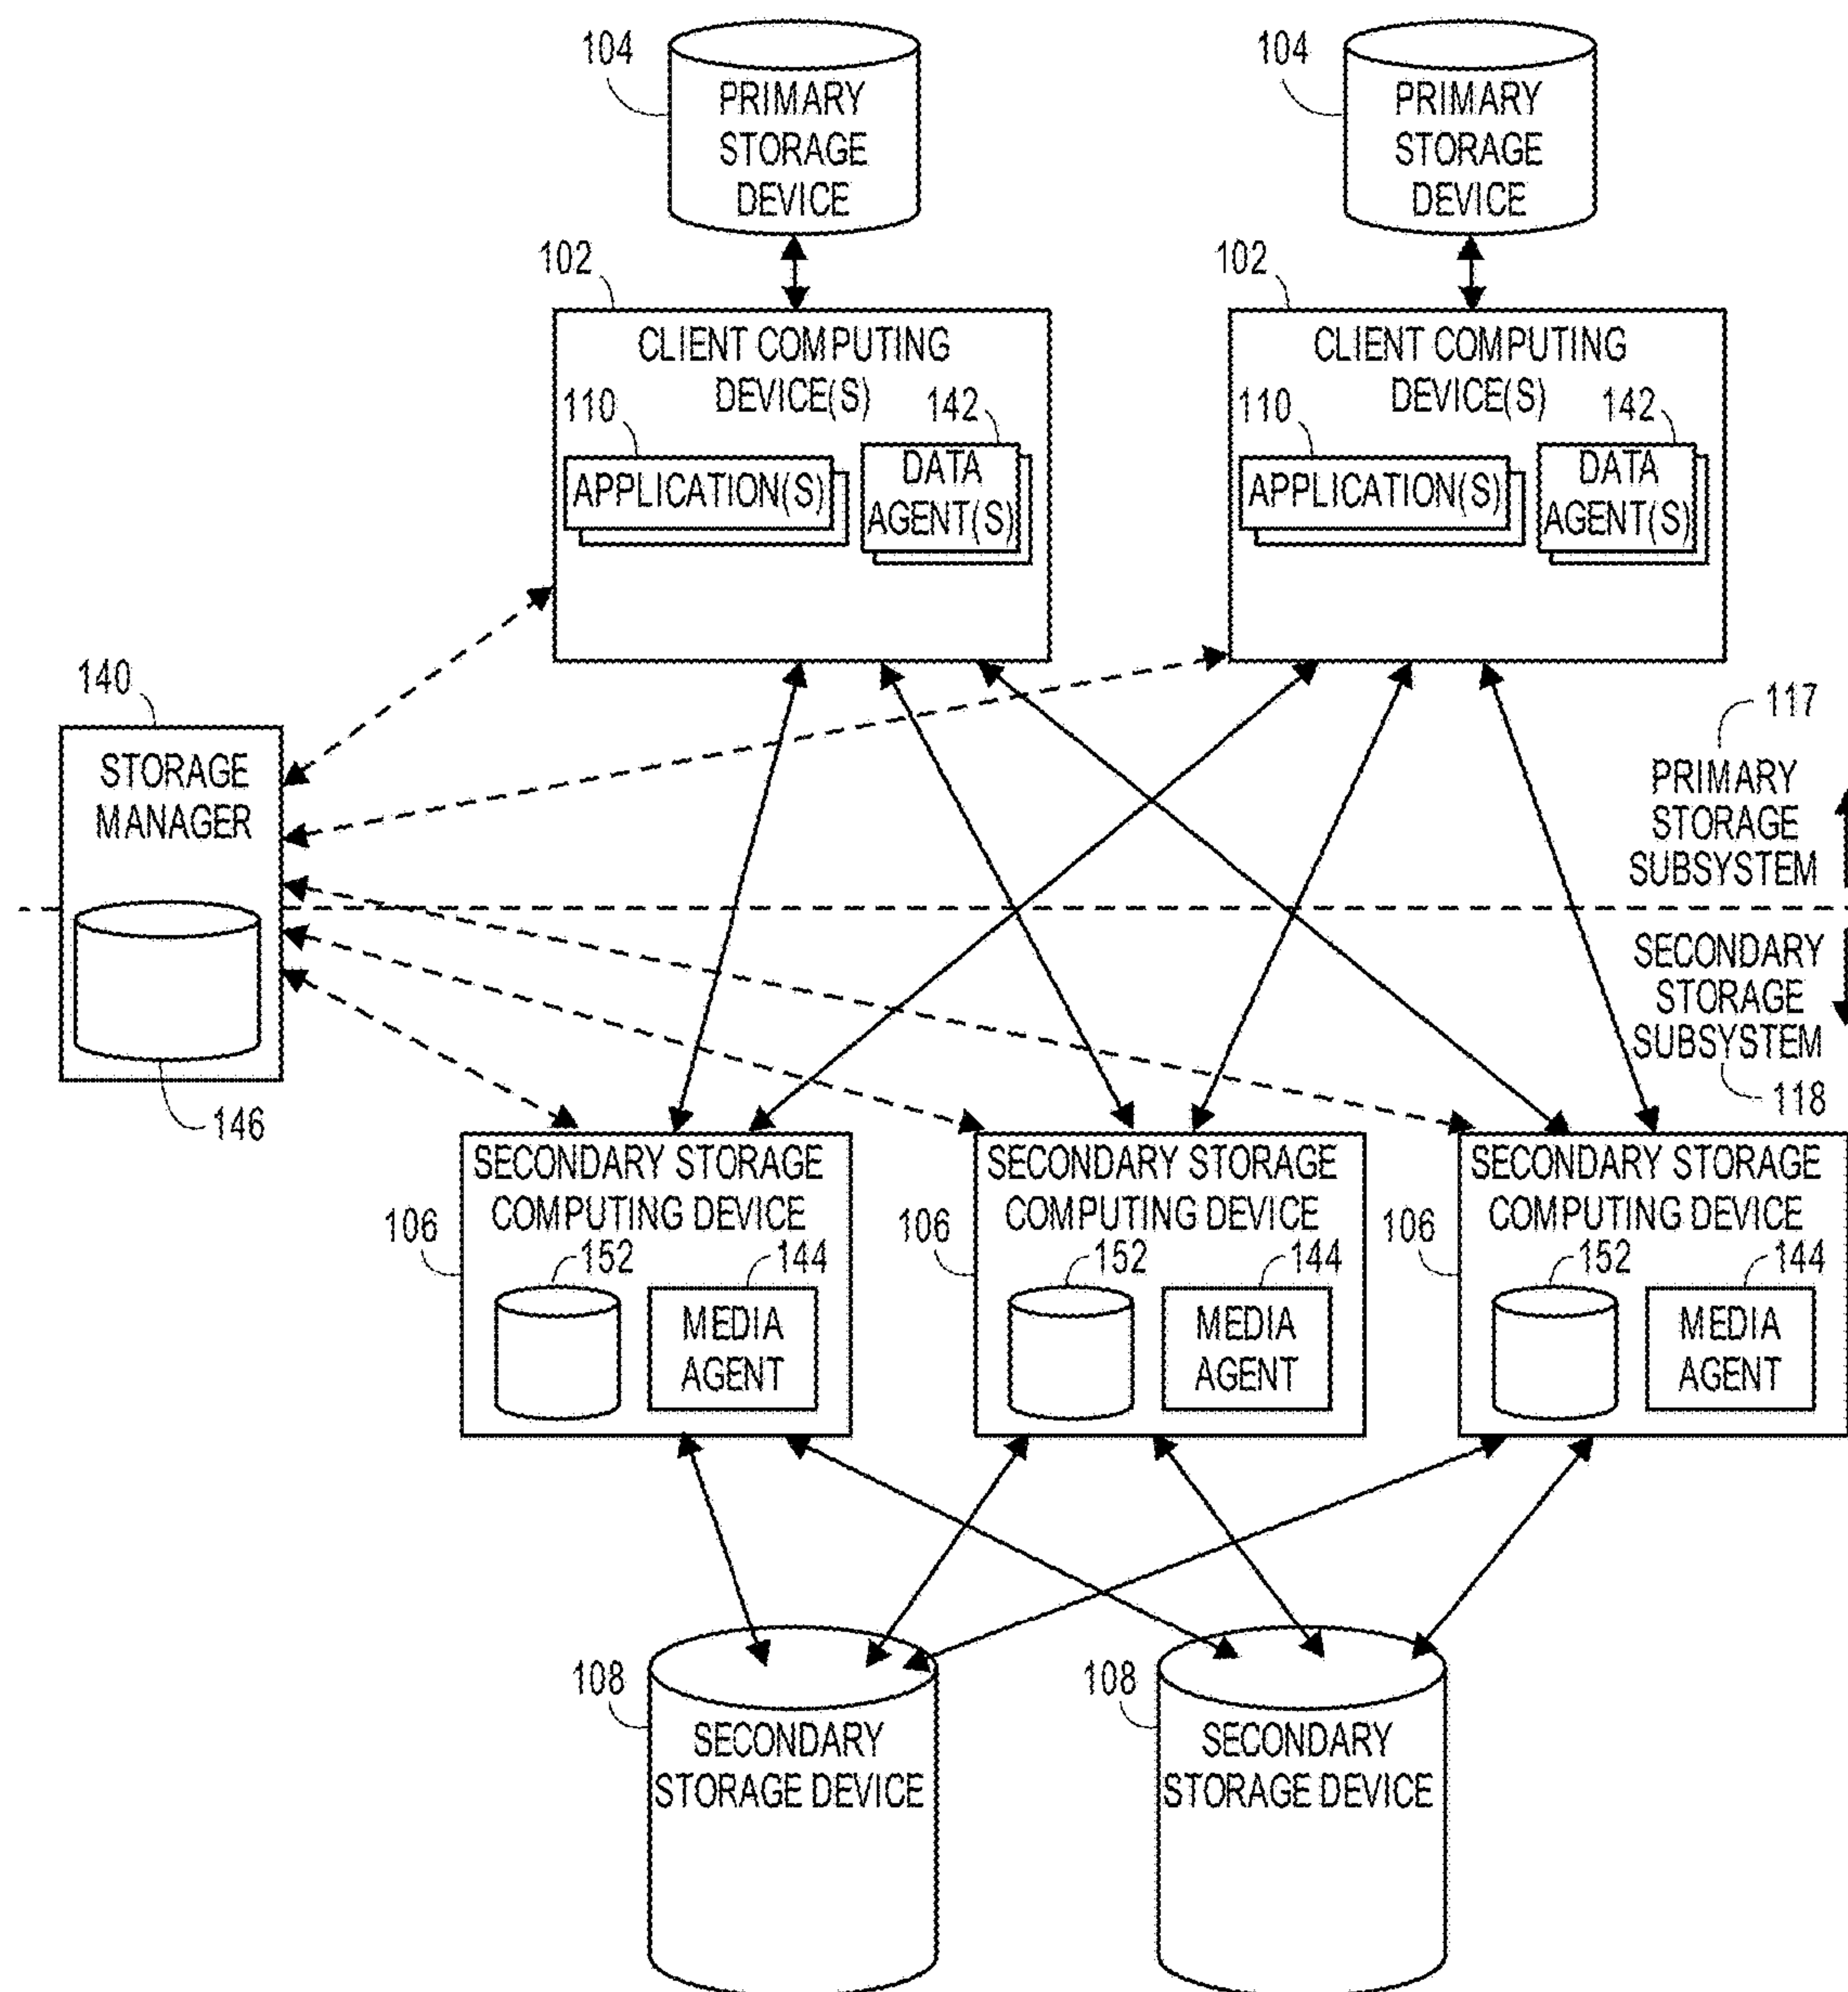 104
PRIMARY
STORAGE
DEVICE
104
PRIMARY
STORAGE
DEVICE
102
CLIENT COMPUTING
DEVICE(S)
110
142
APPLICATION(S)
DATA
AGENT(S)
102
CLIENT COMPUTING
DEVICE(S)
110
142
APPLICATION(S)
DATA
AGENT(S)
140
STORAGE
MANAGER
146
117
PRIMARY
STORAGE
SUBSYSTEM
SECONDARY
STORAGE
SUBSYSTEM
118
106
SECONDARY STORAGE
COMPUTING DEVICE
152
144
MEDIA
AGENT
106
SECONDARY STORAGE
COMPUTING DEVICE
152
144
MEDIA
AGENT
106
SECONDARY STORAGE
COMPUTING DEVICE
152
144
MEDIA
AGENT
108
SECONDARY
STORAGE DEVICE
108
SECONDARY
STORAGE DEVICE